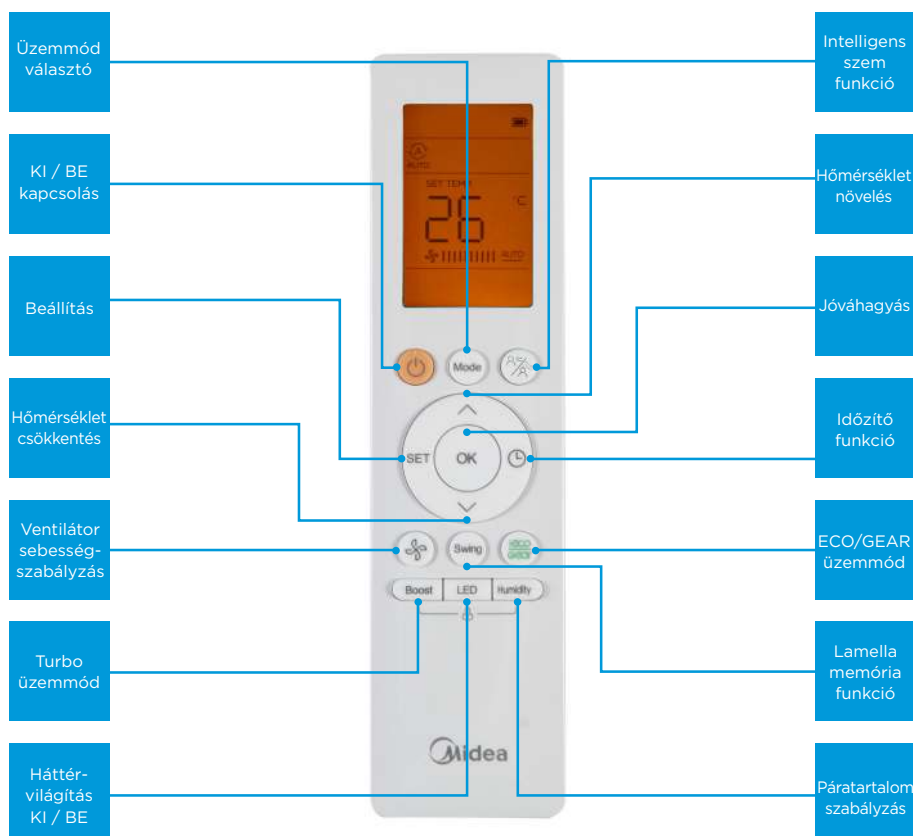 Üzemmód
választó
KI / BE
kapcsolás
Beállítás
Hőmérséklet
csökkentés
Ventilátor
sebesség-
szabályzás
Turbo
üzemmód
Háttér-
világítás
KI / BE
AUTO
SET TEMP.
°C
26
AUTO
Mode
SET
OK
Swing
ECO
GEAR
Boost
LED
Humidity
Midea
Intelligens
szem
funkció
Hőmérséklet
növelés
Jóváhagyás
Időzítő
funkció
ECO/GEAR
üzemmód
Lamella
memória
funkció
Páratartalom
szabályzás